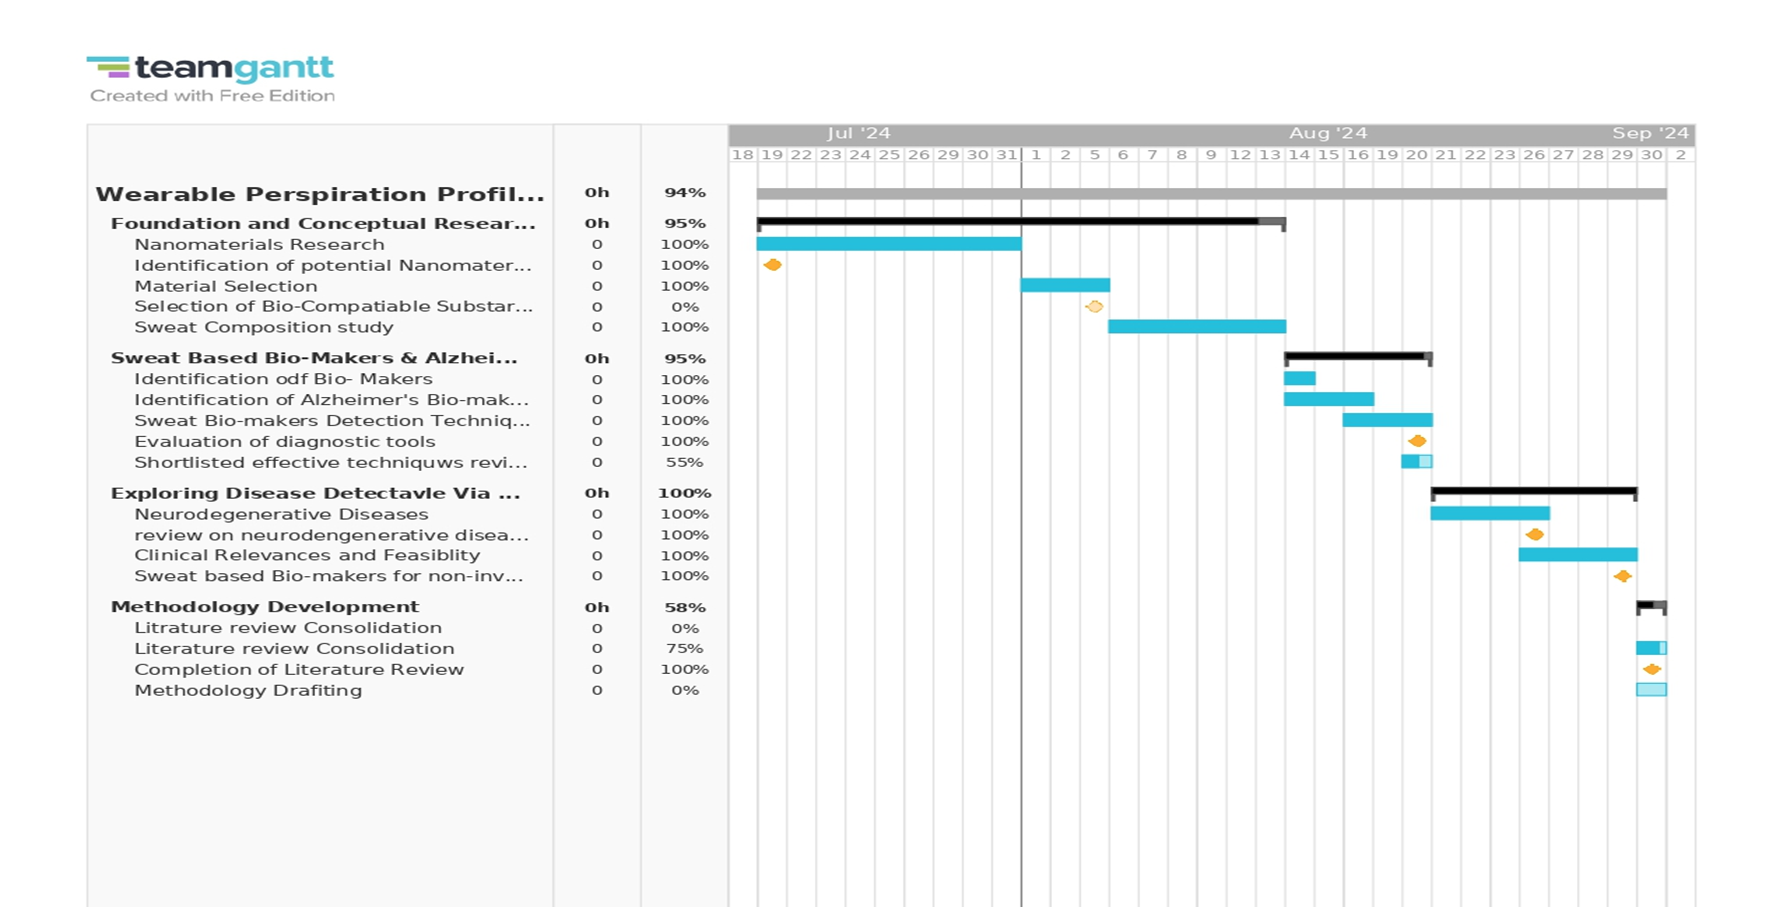 teamgantt
Created with Free Edition
Jul '24 Aug '24 Sep '24
18 19 22 23 24 25 26 29 30 31 1 2 5 6 7 8 9 12 13 14 15 16 19 20 21 22 23 26 27 28 29 30 2
Wearable Perspiration Profil... 0h 94%
Foundation and Conceptual Resear... 0h 95%
Nanomaterials Research 0 100%
Identification of potential Nanomater... 0 100%
Material Selection 0 100%
Selection of Bio-Compatiable Substar... 0 0%
Sweat Composition study 0 100%
Sweat Based Bio-Makers & Alzhei... 0h 95%
Identification odf Bio- Makers 0 100%
Identification of Alzheimer's Bio-mak... 0 100%
Sweat Bio-makers Detection Techniq... 0 100%
Evaluation of diagnostic tools 0 100%
Shortlisted effective techniquws revi... 0 55%
Exploring Disease Detectavle Via ... 0h 100%
Neurodegenerative Diseases 0 100%
review on neurodengenerative disea... 0 100%
Clinical Relevances and Feasiblity 0 100%
Sweat based Bio-makers for non-inv... 0 100%
Methodology Development 0h 58%
Litrature review Consolidation 0 0%
Literature review Consolidation 0 75%
Completion of Literature Review 0 100%
Methodology Drafiting 0 0%